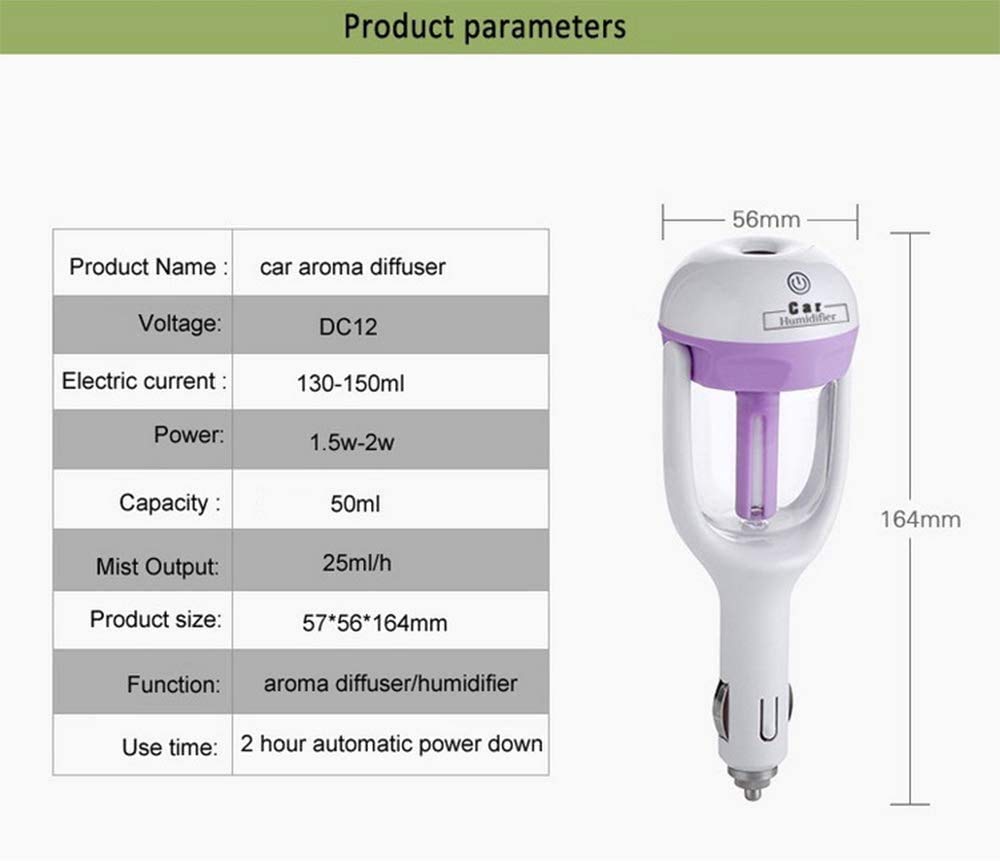 Product parameters
Product Name : car aroma diffuser
Voltage: DC12
Electric current : 130-150ml
Power: 1.5w-2w
Capacity : 50ml
Mist Output: 25ml/h
Product size: 57*56*164mm
Function: aroma diffuser/humidifier
Use time: 2 hour automatic power down
56mm
Car
Humidifier
164mm